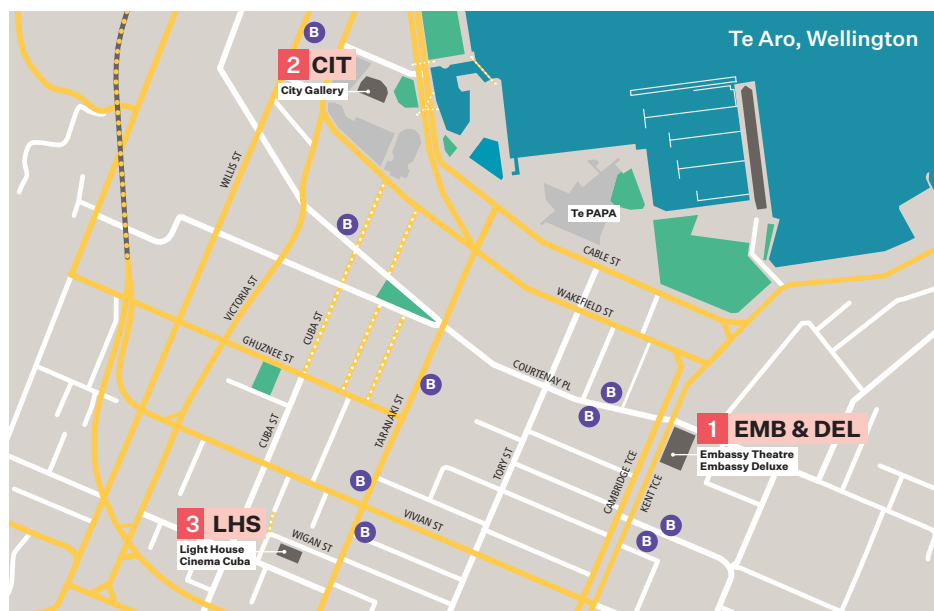 Te Aro, Wellington
B
2 CIT
City Gallery
WILLIS ST
B
Te PAPA
CABLE ST
VICTORIA ST
CUBA ST
WAKEFIELD ST
GHUZNEE ST
COURTENAY PL
B
B
B
TARANAKI ST
CUBA ST
1 EMB & DEL
Embassy Theatre
Embassy Deluxe
TORY ST
CAMBRIDGE TCE
KENT TCE
B
VIVIAN ST
3 LHS
Light House
Cinema Cuba
WIGAN ST
B
B
B